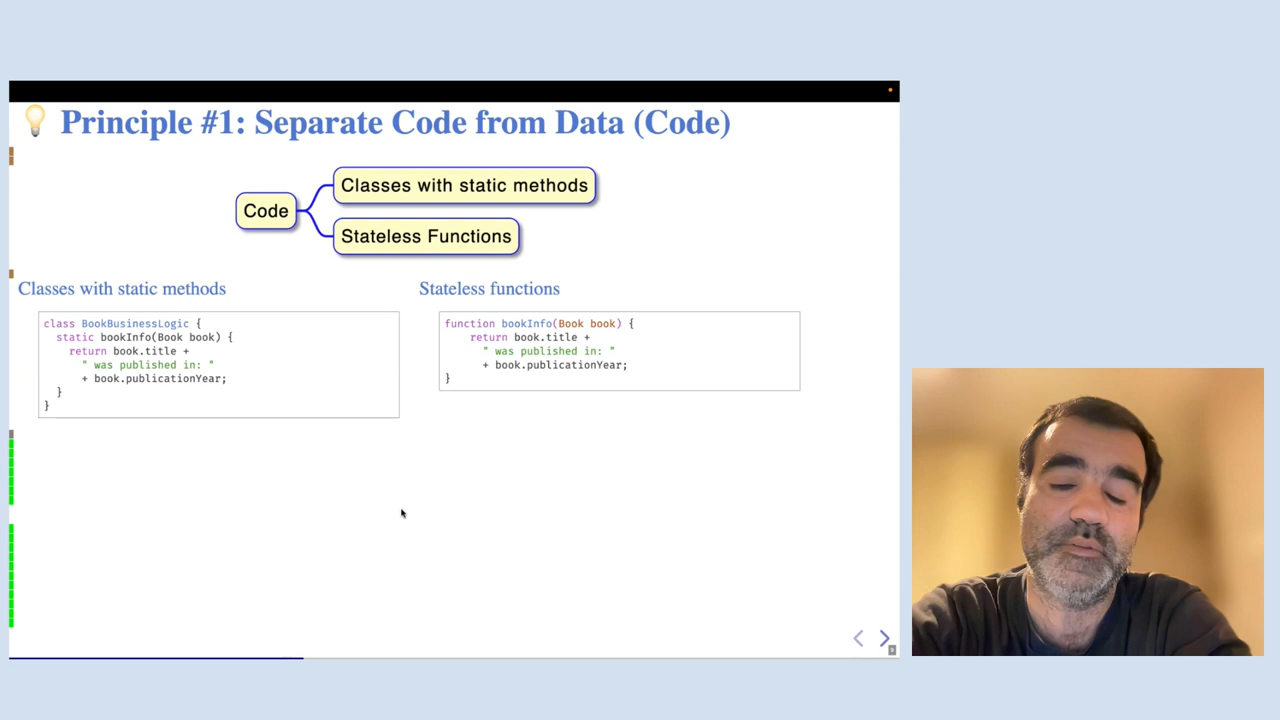 💡 Principle #1: Separate Code from Data (Code)
Code
Classes with static methods
Stateless Functions
Classes with static methods
class BookBusinessLogic {
  static bookInfo(Book book) {
    return book.title +
      " was published in: "
      + book.publicationYear;
  }
}
Stateless functions
function bookInfo(Book book) {
    return book.title +
      " was published in: "
      + book.publicationYear;
}